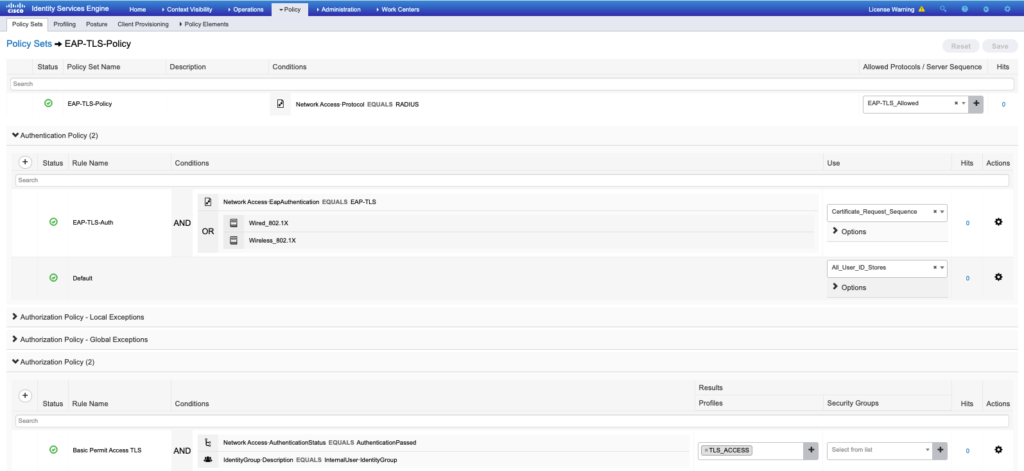 CISCO Identity Services Engine Home Context Visibility Operations Policy Administration Work Centers License Warning
Policy Sets Profiling Posture Client Provisioning Policy Elements
Policy Sets → EAP-TLS-Policy Reset Save
Status Policy Set Name Description Conditions Allowed Protocols / Server Sequence Hits
Search
EAP-TLS-Policy Network Access·Protocol EQUALS RADIUS EAP-TLS_Allowed × + 0
Authentication Policy (2)
+ Status Rule Name Conditions Use Hits Actions
Search
Network Access·EapAuthentication EQUALS EAP-TLS
EAP-TLS-Auth AND OR Wired_802.1X Certificate_Request_Sequence × 0
Wireless_802.1X Options
Default All_User_ID_Stores × 0
Options
Authorization Policy - Local Exceptions
Authorization Policy - Global Exceptions
Authorization Policy (2)
Results
+ Status Rule Name Conditions Profiles Security Groups Hits Actions
Search
Network Access·AuthenticationStatus EQUALS AuthenticationPassed
Basic Permit Access TLS AND ×TLS_ACCESS + Select from list + 0
IdentityGroup·Description EQUALS InternalUser·IdentityGroup